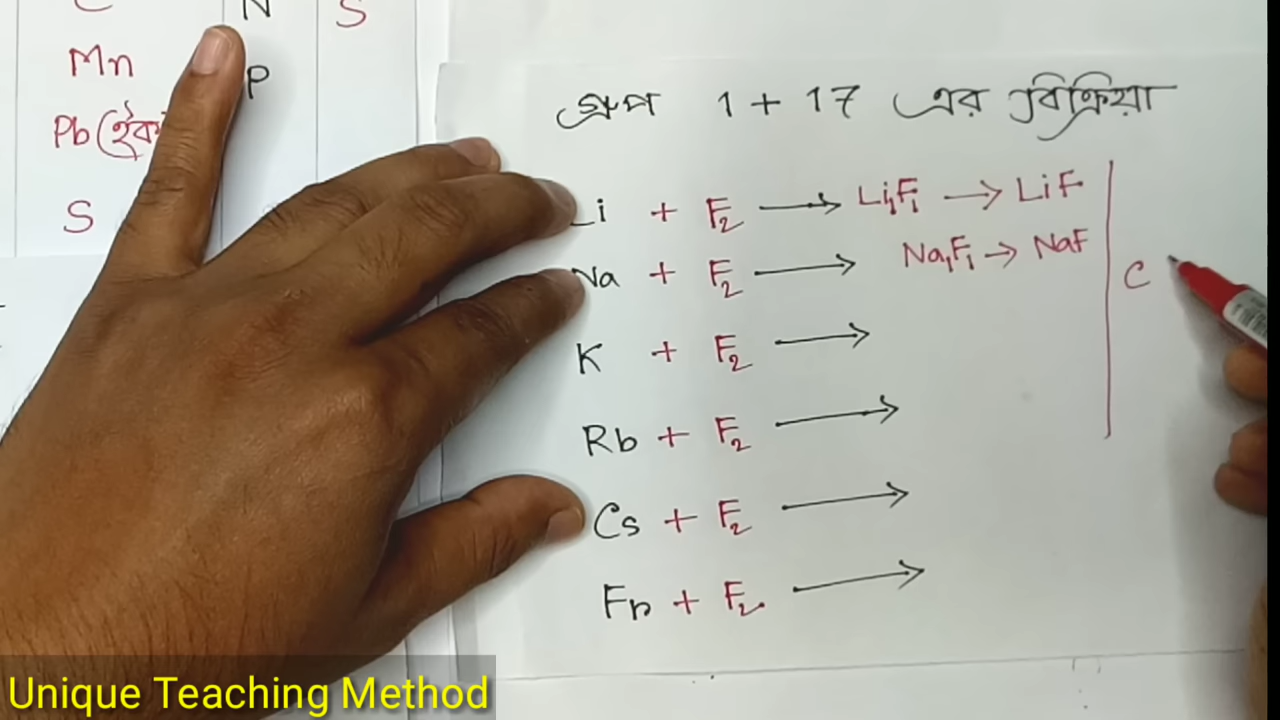 C N S
Mn P
Pb
S
গ্রুপ 1 + 17 এর বিক্রিয়া
Li + F₂ → Li₁F₁ → LiF
Na + F₂ → Na₁F₁ → NaF
C
K + F₂ →
Rb + F₂ →
Cs + F₂ →
Fr + F₂ →
Unique Teaching Method